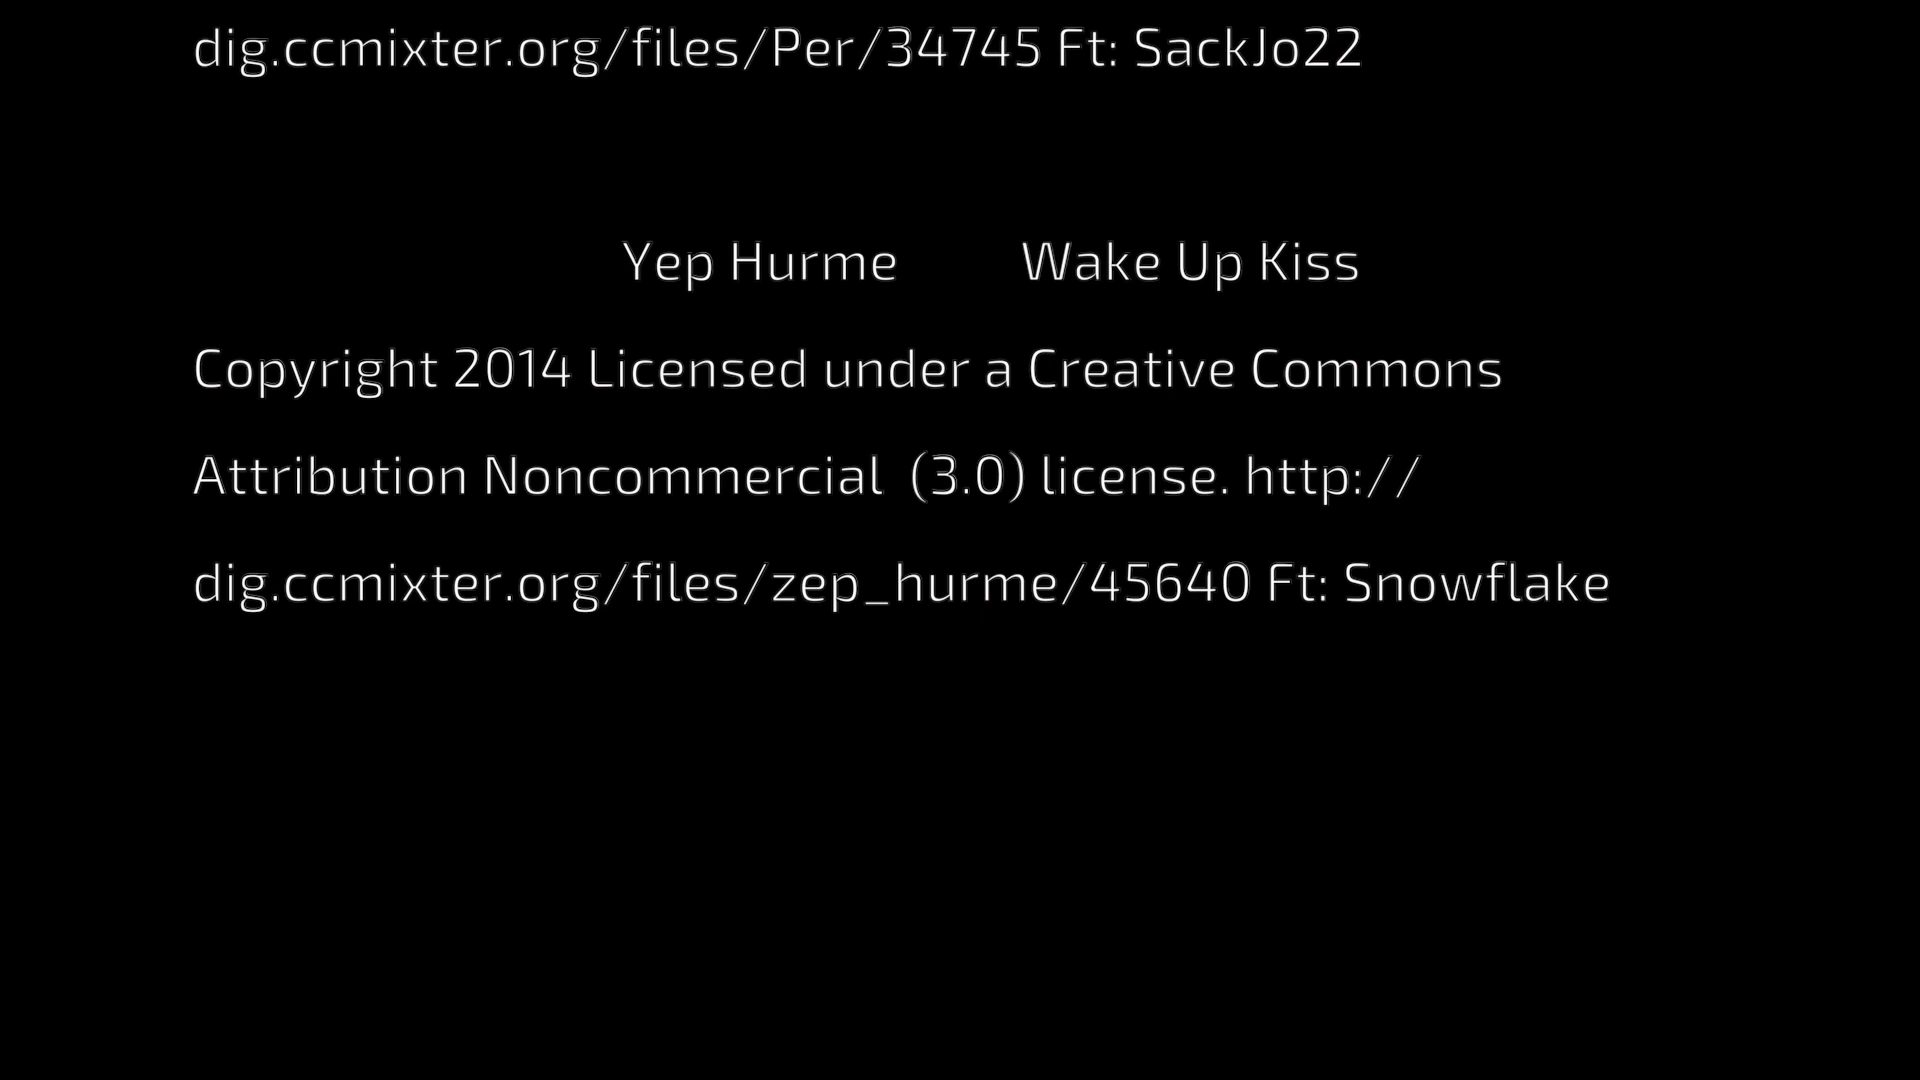 dig.ccmixter.org/files/Per/34745 Ft: SackJo22
Yep Hurme Wake Up Kiss
Copyright 2014 Licensed under a Creative Commons
Attribution Noncommercial (3.0) license. http://
dig.ccmixter.org/files/zep_hurme/45640 Ft: Snowflake